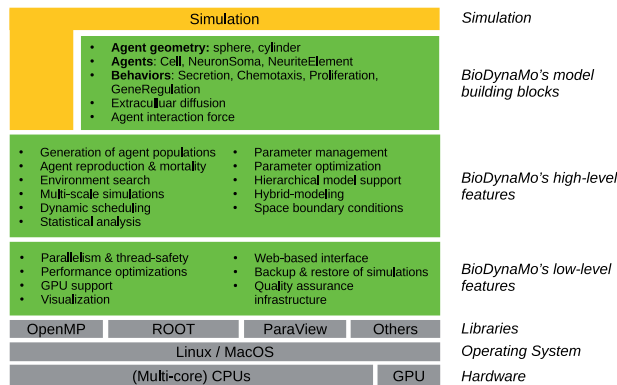 Simulation
Simulation
• Agent geometry: sphere, cylinder
• Agents: Cell, NeuronSoma, NeuriteElement
• Behaviors: Secretion, Chemotaxis, Proliferation,
GeneRegulation
• Extraculluar diffusion
• Agent interaction force
BioDynaMo's model
building blocks
• Generation of agent populations
• Agent reproduction & mortality
• Environment search
• Multi-scale simulations
• Dynamic scheduling
• Statistical analysis
• Parameter management
• Parameter optimization
• Hierarchical model support
• Hybrid-modeling
• Space boundary conditions
BioDynaMo's high-level
features
• Parallelism & thread-safety
• Performance optimizations
• GPU support
• Visualization
• Web-based interface
• Backup & restore of simulations
• Quality assurance
infrastructure
BioDynaMo's low-level
features
OpenMP
ROOT
ParaView
Others
Libraries
Linux / MacOS
Operating System
(Multi-core) CPUs
GPU
Hardware